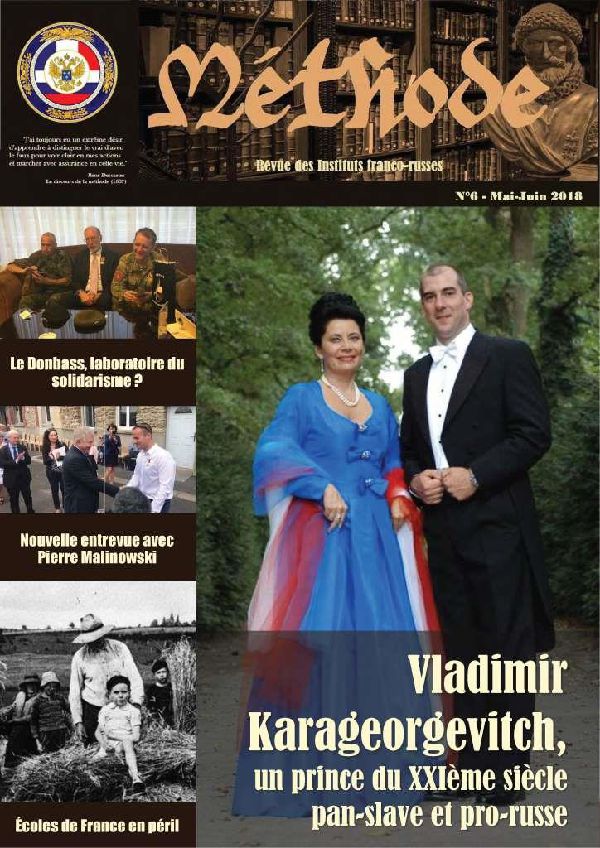 Méthode
Revue des Instituts franco-russes
"J'ai toujours eu un extrême désir
d'apprendre à distinguer le vrai d'avec
le faux pour voir clair en mes actions
et marcher avec assurance en cette vie."
René Descartes
Le discours de la méthode (1637)
N°6 - Mai-Juin 2018
Le Donbass, laboratoire du
solidarisme ?
Nouvelle entrevue avec
Pierre Malinowski
Écoles de France en péril
Vladimir
Karageorgevitch,
un prince du XXIème siècle
pan-slave et pro-russe